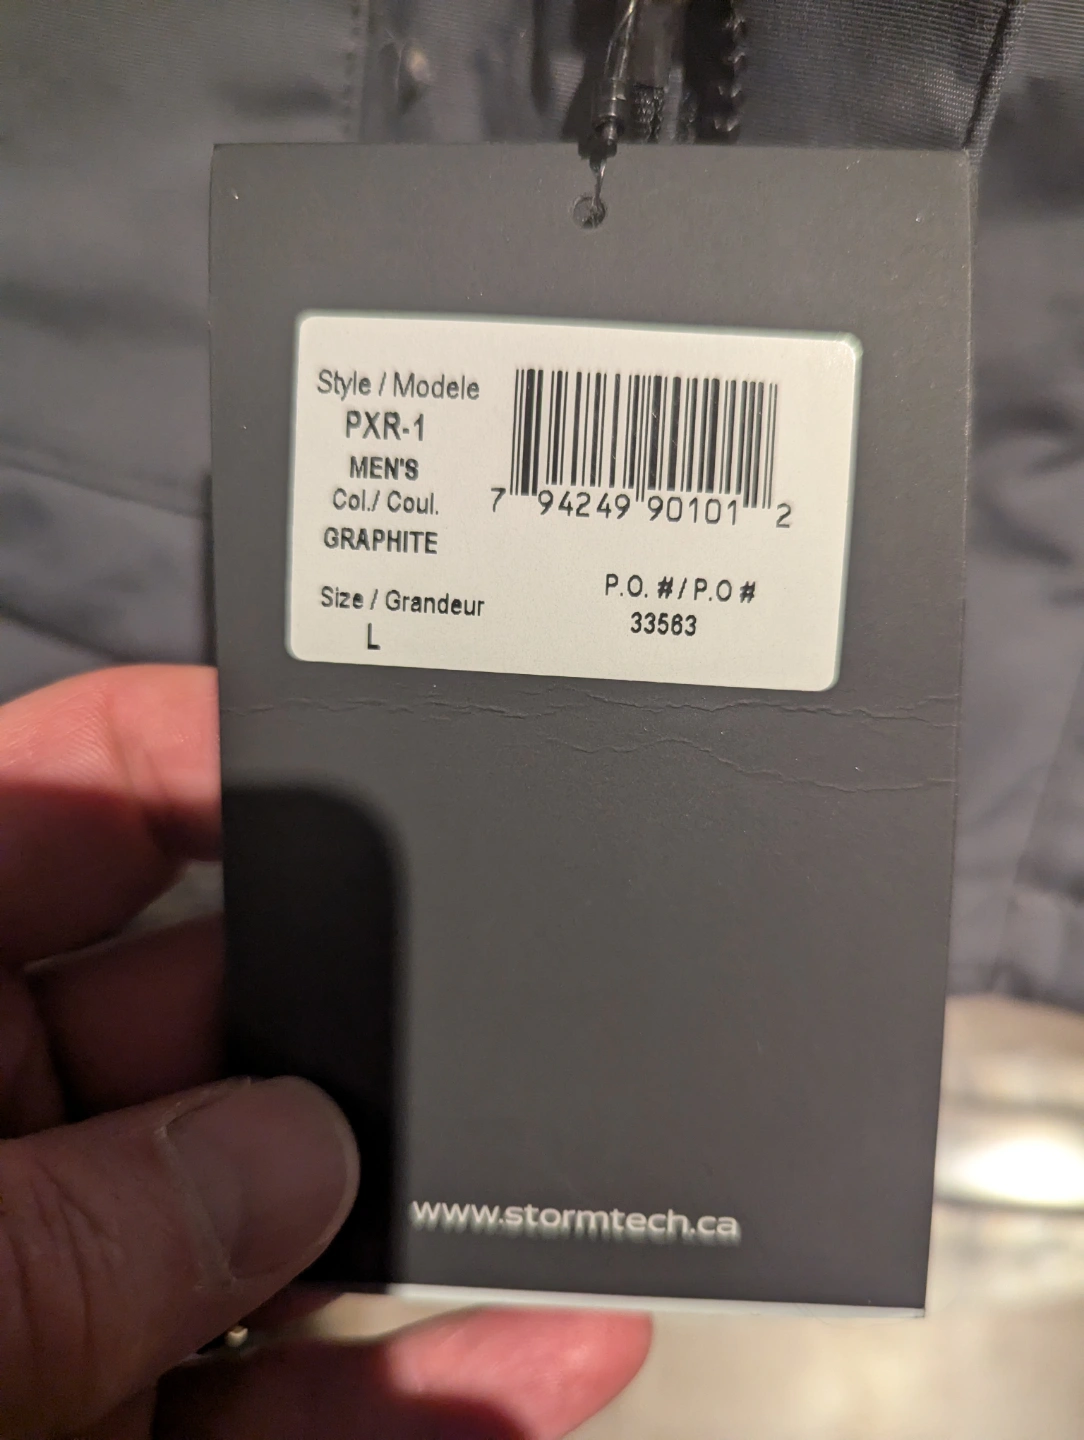 Style / Modele
PXR-1
MEN'S
Col./ Coul.
GRAPHITE
Size / Grandeur
L
7 94249 90101 2
P.O. #/ P.O #
33563
www.stormtech.ca